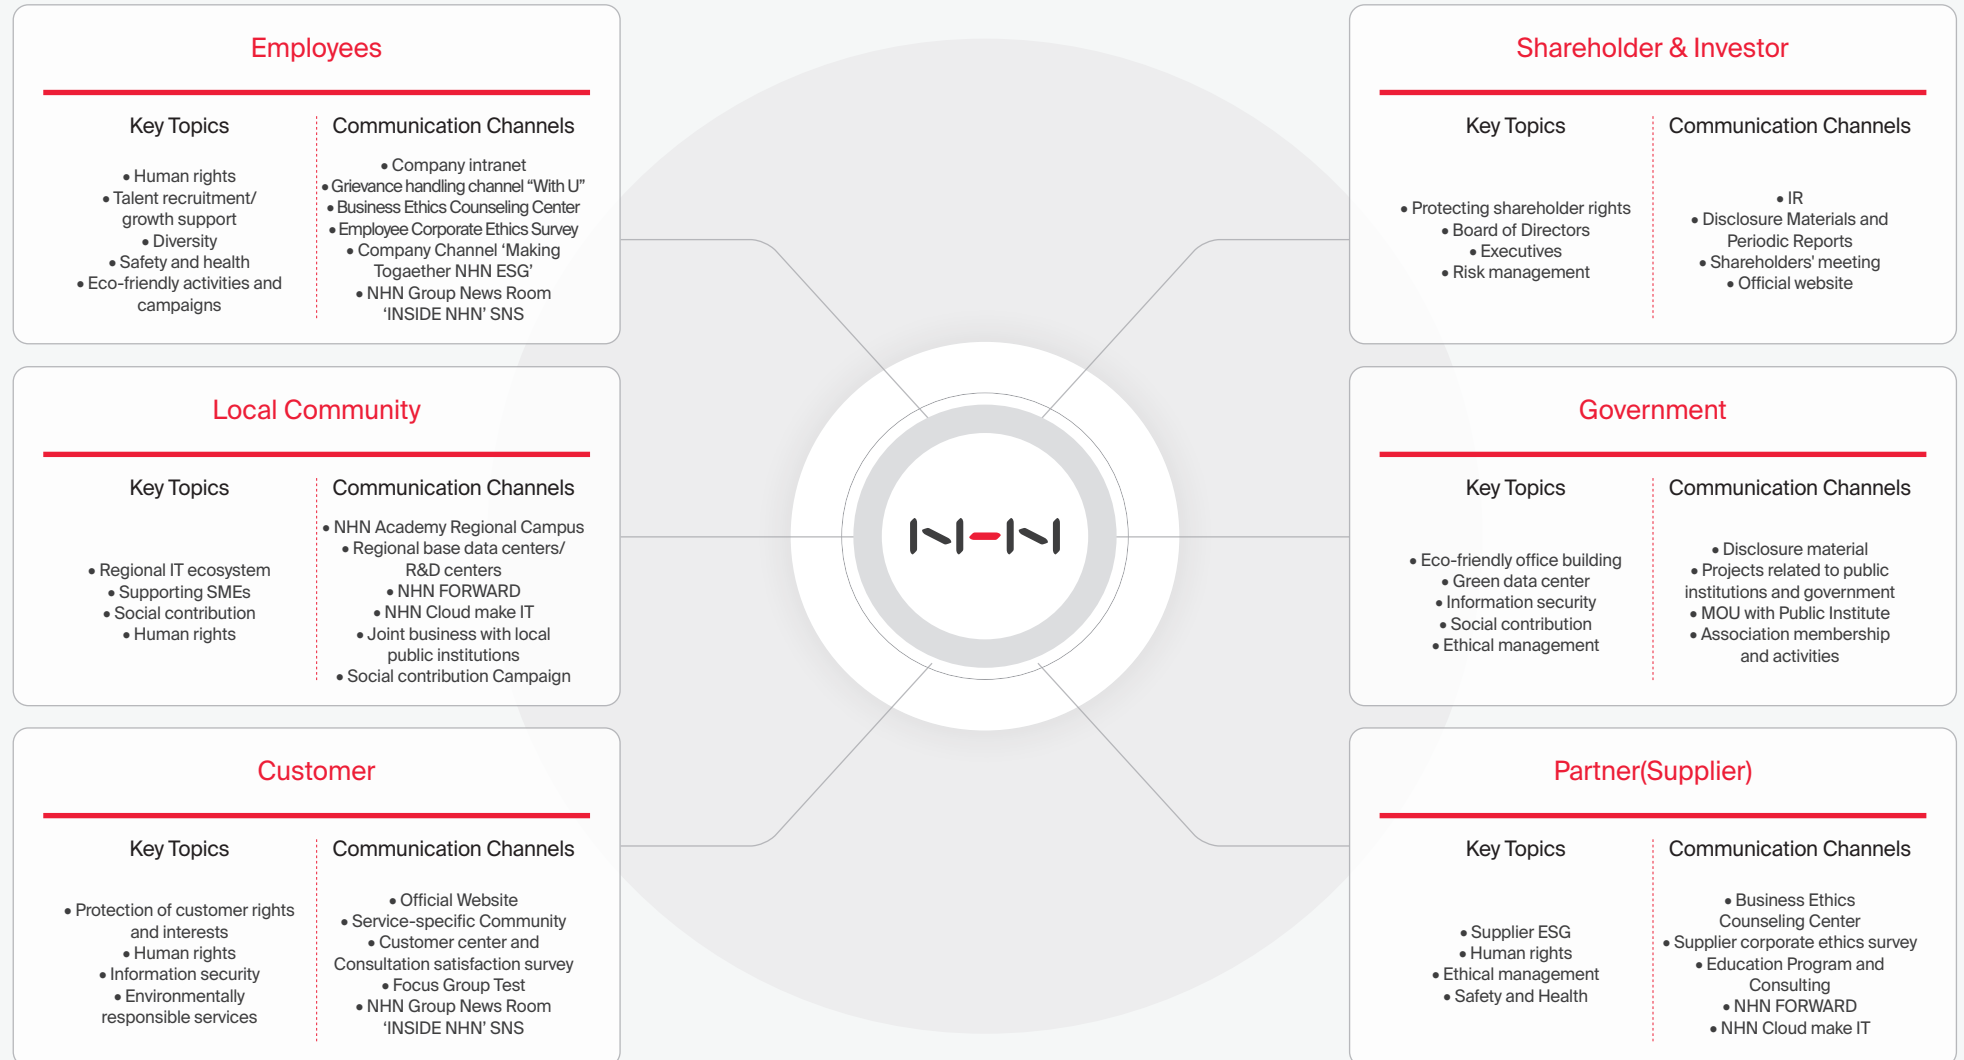 Employees
Key Topics
• Human rights
• Talent recruitment/
growth support
• Diversity
• Safety and health
• Eco-friendly activities and
campaigns
Communication Channels
• Company intranet
• Grievance handling channel “With U”
• Business Ethics Counseling Center
• Employee Corporate Ethics Survey
• Company Channel ‘Making
Togaether NHN ESG’
• NHN Group News Room
‘INSIDE NHN’ SNS
Local Community
Key Topics
• Regional IT ecosystem
• Supporting SMEs
• Social contribution
• Human rights
Communication Channels
• NHN Academy Regional Campus
• Regional base data centers/
R&D centers
• NHN FORWARD
• NHN Cloud make IT
• Joint business with local
public institutions
• Social contribution Campaign
Customer
Key Topics
• Protection of customer rights
and interests
• Human rights
• Information security
• Environmentally
responsible services
Communication Channels
• Official Website
• Service-specific Community
• Customer center and
Consultation satisfaction survey
• Focus Group Test
• NHN Group News Room
‘INSIDE NHN’ SNS
NHN
Shareholder & Investor
Key Topics
• Protecting shareholder rights
• Board of Directors
• Executives
• Risk management
Communication Channels
• IR
• Disclosure Materials and
Periodic Reports
• Shareholders' meeting
• Official website
Government
Key Topics
• Eco-friendly office building
• Green data center
• Information security
• Social contribution
• Ethical management
Communication Channels
• Disclosure material
• Projects related to public
institutions and government
• MOU with Public Institute
• Association membership
and activities
Partner(Supplier)
Key Topics
• Supplier ESG
• Human rights
• Ethical management
• Safety and Health
Communication Channels
• Business Ethics
Counseling Center
• Supplier corporate ethics survey
• Education Program and
Consulting
• NHN FORWARD
• NHN Cloud make IT